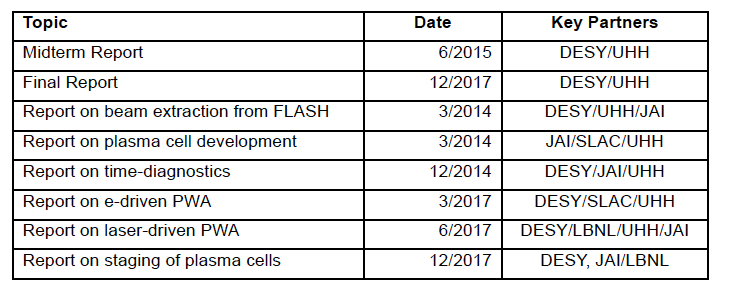 Topic Date Key Partners
Midterm Report 6/2015 DESY/UHH
Final Report 12/2017 DESY/UHH
Report on beam extraction from FLASH 3/2014 DESY/UHH/JAI
Report on plasma cell development 3/2014 JAI/SLAC/UHH
Report on time-diagnostics 12/2014 DESY/JAI/UHH
Report on e-driven PWA 3/2017 DESY/SLAC/UHH
Report on laser-driven PWA 6/2017 DESY/LBNL/UHH/JAI
Report on staging of plasma cells 12/2017 DESY, JAI/LBNL